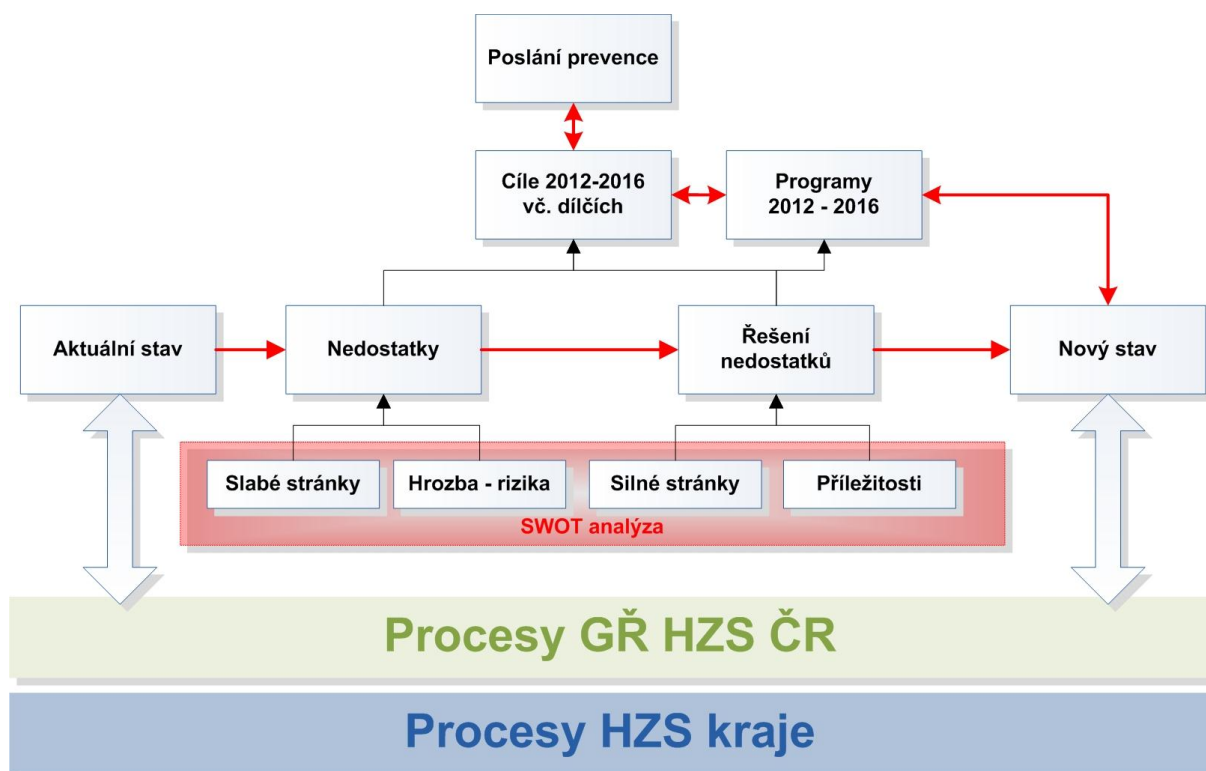 Poslání prevence
Cíle 2012-2016
vč. dílčích
Programy
2012 - 2016
Aktuální stav
Nedostatky
Řešení
nedostatků
Nový stav
Slabé stránky
Hrozba - rizika
Silné stránky
Příležitosti
SWOT analýza
Procesy GŘ HZS ČR
Procesy HZS kraje